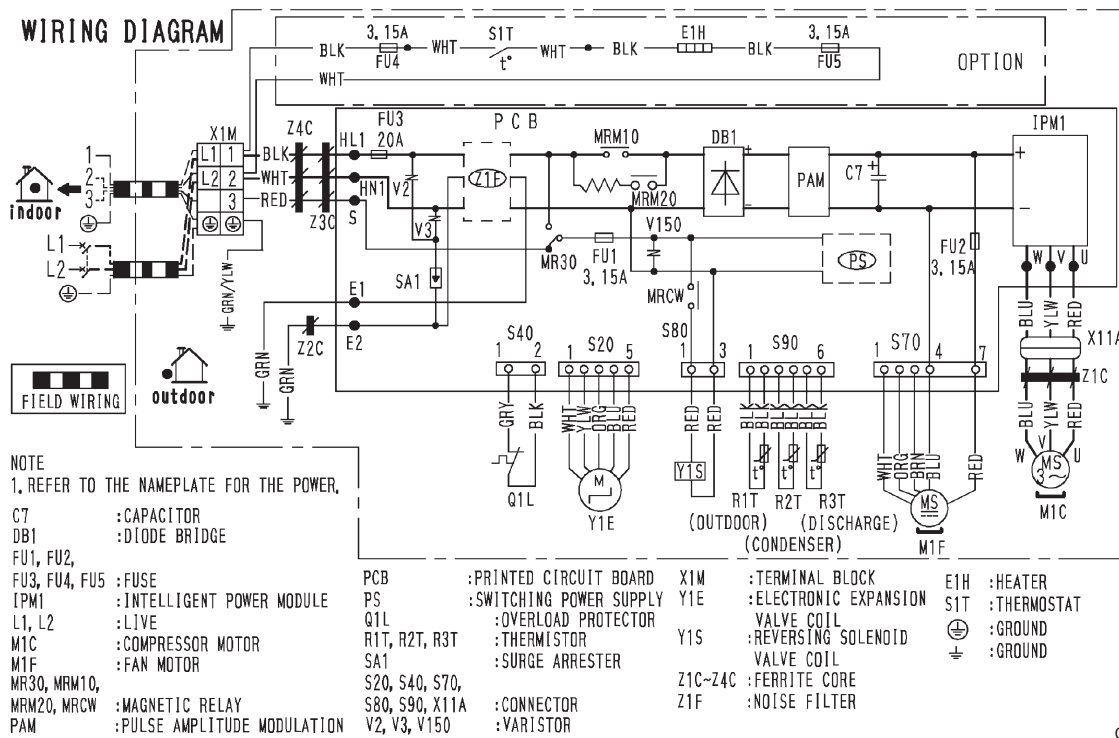 WIRING DIAGRAM
3.15A S1T E1H 3.15A
BLK WHT WHT BLK BLK
FU4 t° FU5
OPTION
WHT
PCB
IPM1
X1M Z4C HL1 FU3 MRM10 DB1
20A
1 L1 1 BLK
2 L2 2 WHT HN1 V2 Z1F PAM C7 +
3 3 RED Z3C S MRM20
indoor
V3 V150
L1
L2
MR30 FU1 PS FU2
3.15A 3.15A
W V U
GRN/YLW
SA1
E1 MRCW
BLU YLW RED
Z2C E2
X11A
S40 S20 S80 S90 S70
1 2 1 5 1 3 1 6 1 4 7
Z1C
FIELD WIRING
outdoor
GRN GRN
GRY BLK WHT YLW ORG BLU RED RED RED BLK BLK BLK BLK BLK BLK WHT ORG BRN BLU RED BLU YLW RED
W V U
M Y1S t° t° t° MS MS
3
Q1L Y1E R1T R2T R3T M1C
(OUTDOOR) (DISCHARGE)
(CONDENSER) M1F
NOTE
1. REFER TO THE NAMEPLATE FOR THE POWER.
C7 :CAPACITOR
DB1 :DIODE BRIDGE
FU1, FU2,
FU3, FU4, FU5 :FUSE
IPM1 :INTELLIGENT POWER MODULE
L1, L2 :LIVE
M1C :COMPRESSOR MOTOR
M1F :FAN MOTOR
MR30, MRM10,
MRM20, MRCW :MAGNETIC RELAY
PAM :PULSE AMPLITUDE MODULATION
PCB :PRINTED CIRCUIT BOARD
PS :SWITCHING POWER SUPPLY
Q1L :OVERLOAD PROTECTOR
R1T, R2T, R3T :THERMISTOR
SA1 :SURGE ARRESTER
S20, S40, S70,
S80, S90, X11A :CONNECTOR
V2, V3, V150 :VARISTOR
X1M :TERMINAL BLOCK
Y1E :ELECTRONIC EXPANSION
VALVE COIL
Y1S :REVERSING SOLENOID
VALVE COIL
Z1C~Z4C :FERRITE CORE
Z1F :NOISE FILTER
E1H :HEATER
S1T :THERMOSTAT
:GROUND
:GROUND